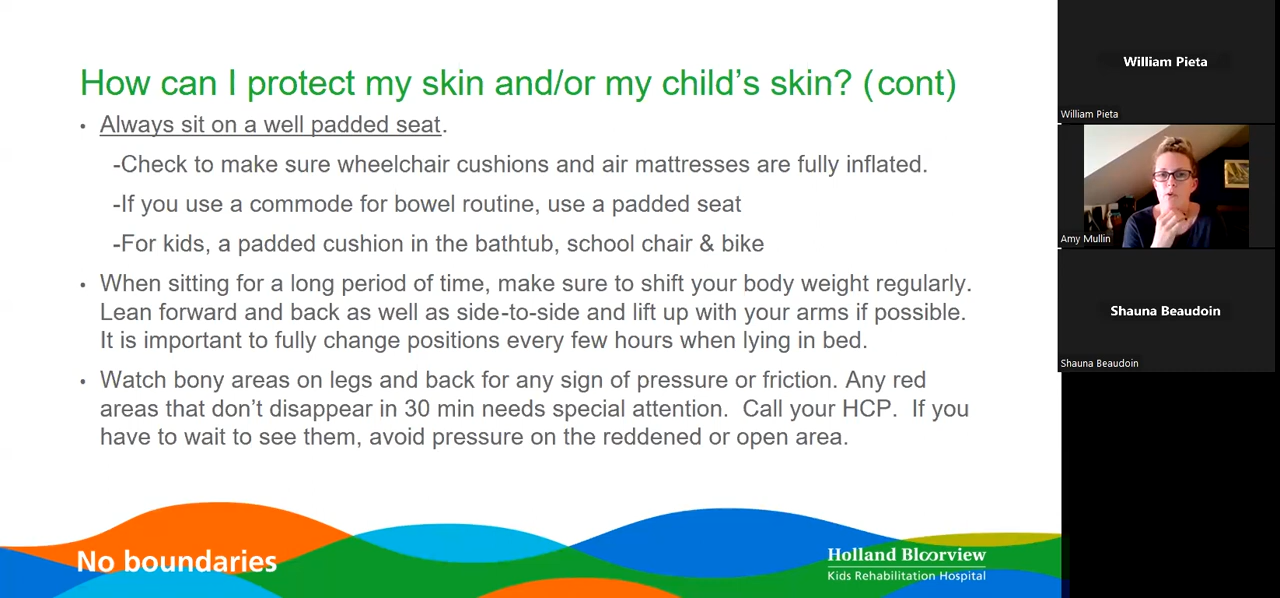 How can I protect my skin and/or my child's skin? (cont)
• Always sit on a well padded seat.
-Check to make sure wheelchair cushions and air mattresses are fully inflated.
-If you use a commode for bowel routine, use a padded seat
-For kids, a padded cushion in the bathtub, school chair & bike
• When sitting for a long period of time, make sure to shift your body weight regularly.
Lean forward and back as well as side-to-side and lift up with your arms if possible.
It is important to fully change positions every few hours when lying in bed.
• Watch bony areas on legs and back for any sign of pressure or friction. Any red
areas that don't disappear in 30 min needs special attention.  Call your HCP.  If you
have to wait to see them, avoid pressure on the reddened or open area.
No boundaries
Holland Bloorview
Kids Rehabilitation Hospital
William Pieta
William Pieta
Amy Mullin
Shauna Beaudoin
Shauna Beaudoin